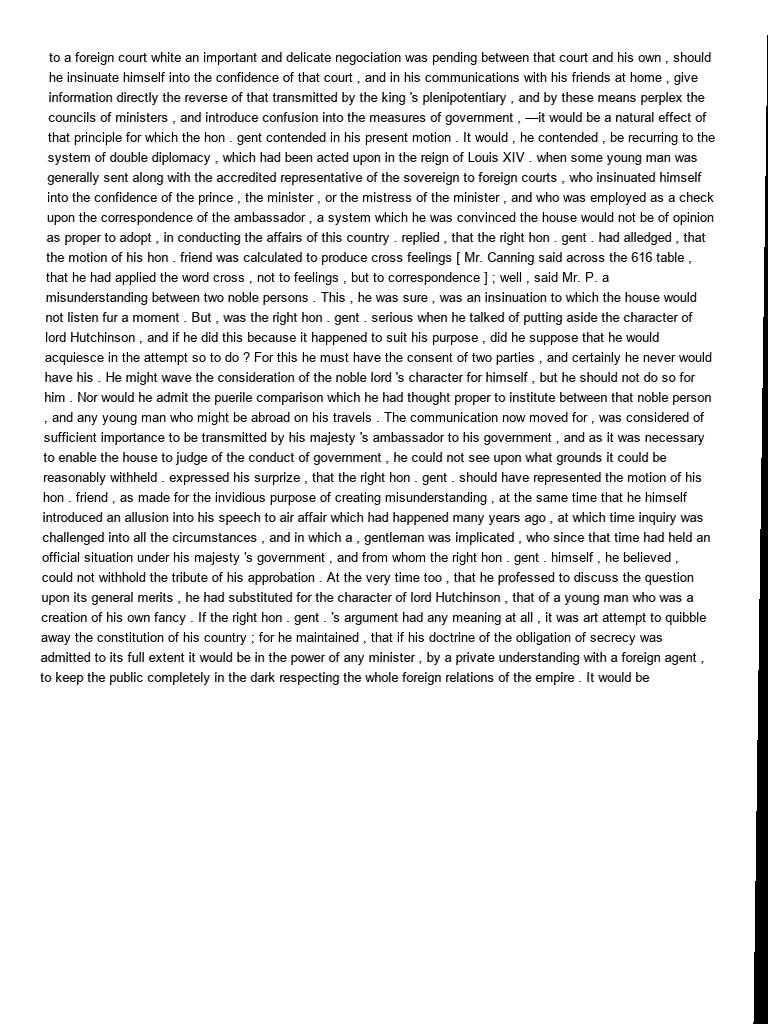 to a foreign court white an important and delicate negociation was pending between that court and his own , should
he insinuate himself into the confidence of that court , and in his communications with his friends at home , give
information directly the reverse of that transmitted by the king 's plenipotentiary , and by these means perplex the
councils of ministers , and introduce confusion into the measures of government , —it would be a natural effect of
that principle for which the hon . gent contended in his present motion . It would , he contended , be recurring to the
system of double diplomacy , which had been acted upon in the reign of Louis XIV . when some young man was
generally sent along with the accredited representative of the sovereign to foreign courts , who insinuated himself
into the confidence of the prince , the minister , or the mistress of the minister , and who was employed as a check
upon the correspondence of the ambassador , a system which he was convinced the house would not be of opinion
as proper to adopt , in conducting the affairs of this country . replied , that the right hon . gent . had alledged , that
the motion of his hon . friend was calculated to produce cross feelings [ Mr. Canning said across the 616 table ,
that he had applied the word cross , not to feelings , but to correspondence ] ; well , said Mr. P. a
misunderstanding between two noble persons . This , he was sure , was an insinuation to which the house would
not listen fur a moment . But , was the right hon . gent . serious when he talked of putting aside the character of
lord Hutchinson , and if he did this because it happened to suit his purpose , did he suppose that he would
acquiesce in the attempt so to do ? For this he must have the consent of two parties , and certainly he never would
have his . He might wave the consideration of the noble lord 's character for himself , but he should not do so for
him . Nor would he admit the puerile comparison which he had thought proper to institute between that noble person
, and any young man who might be abroad on his travels . The communication now moved for , was considered of
sufficient importance to be transmitted by his majesty 's ambassador to his government , and as it was necessary
to enable the house to judge of the conduct of government , he could not see upon what grounds it could be
reasonably withheld . expressed his surprize , that the right hon . gent . should have represented the motion of his
hon . friend , as made for the invidious purpose of creating misunderstanding , at the same time that he himself
introduced an allusion into his speech to air affair which had happened many years ago , at which time inquiry was
challenged into all the circumstances , and in which a , gentleman was implicated , who since that time had held an
official situation under his majesty 's government , and from whom the right hon . gent . himself , he believed ,
could not withhold the tribute of his approbation . At the very time too , that he professed to discuss the question
upon its general merits , he had substituted for the character of lord Hutchinson , that of a young man who was a
creation of his own fancy . If the right hon . gent . 's argument had any meaning at all , it was art attempt to quibble
away the constitution of his country ; for he maintained , that if his doctrine of the obligation of secrecy was
admitted to its full extent it would be in the power of any minister , by a private understanding with a foreign agent ,
to keep the public completely in the dark respecting the whole foreign relations of the empire . It would be